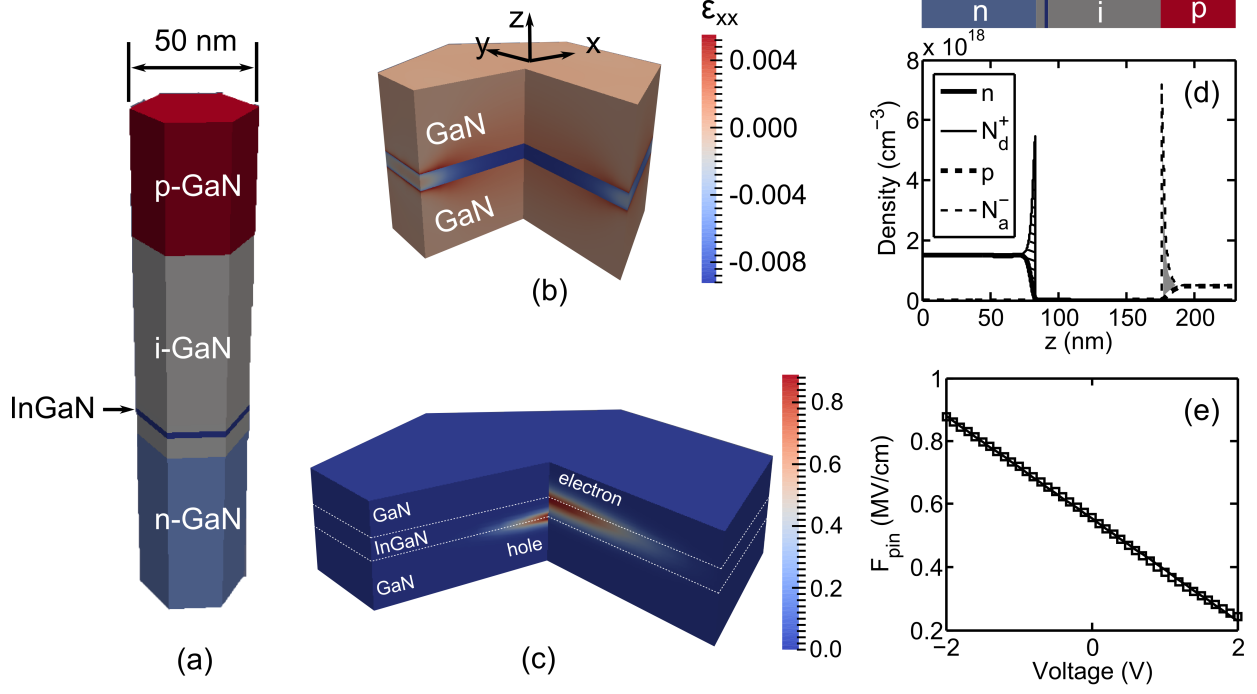 50 nm
p-GaN
i-GaN
InGaN
n-GaN
(a)
z
y
x
GaN
GaN
(b)
εxx
0.004
0.000
-0.004
-0.008
electron
GaN
InGaN
hole
GaN
(c)
0.8
0.6
0.4
0.2
0.0
n
i
p
x 10^18
8
6
4
2
0
Density (cm^−3)
n
N_d^+
p
N_a^−
(d)
0
50
100
150
200
z (nm)
1
0.8
0.6
0.4
0.2
F_pin (MV/cm)
(e)
−2
0
2
Voltage (V)